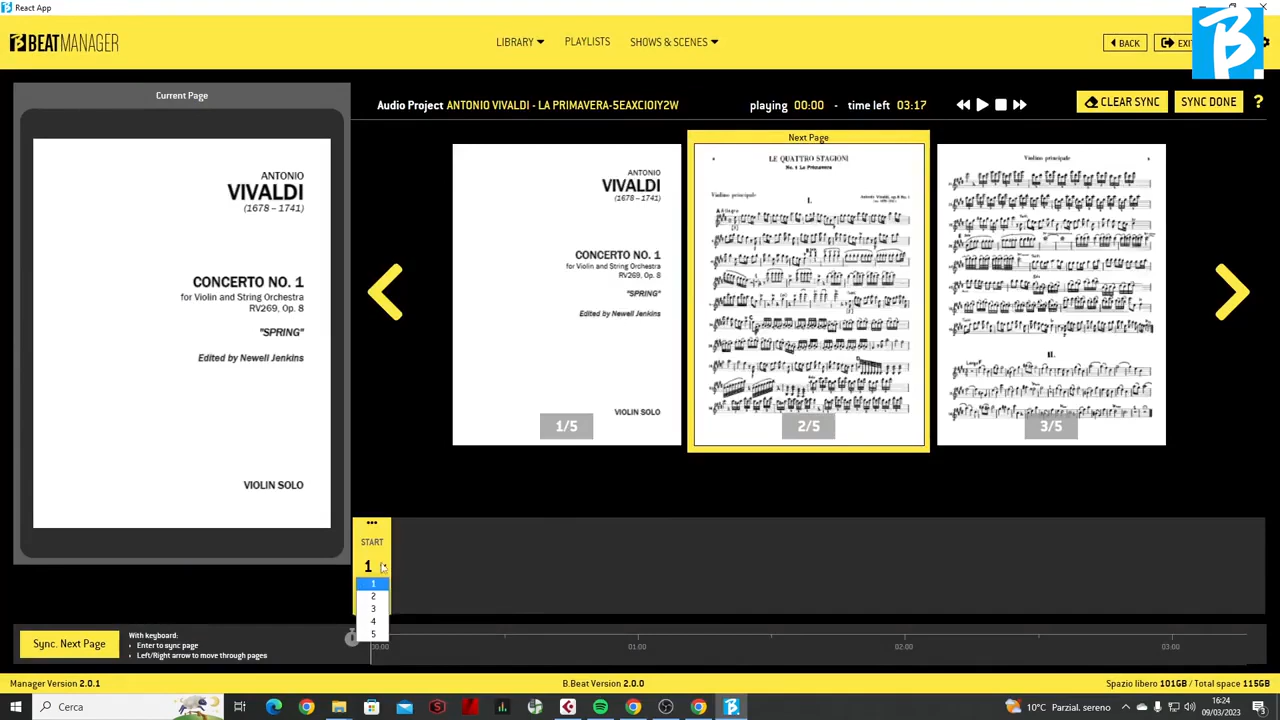 React App
BEATMANAGER
LIBRARY
PLAYLISTS
SHOWS & SCENES
BACK
EXI
B.
Current Page
Audio Project ANTONIO VIVALDI - LA PRIMAVERA-5EAXCIOIY2W
playing 00:00 - time left 03:17
CLEAR SYNC
SYNC DONE
?
ANTONIO
VIVALDI
(1678 – 1741)
CONCERTO NO. 1
for Violin and String Orchestra
RV269, Op. 8
"SPRING"
Edited by Newell Jenkins
VIOLIN SOLO
ANTONIO
VIVALDI
(1678 – 1741)
CONCERTO NO. 1
for Violin and String Orchestra
RV269, Op. 8
"SPRING"
Edited by Newell Jenkins
VIOLIN SOLO
1/5
Next Page
LE QUATTRO STAGIONI
No. 1 La Primavera
Violino principale
I.
Allegro
2/5
Violino principale
II.
3/5
START
1
1
2
3
4
5
Sync. Next Page
With keyboard:
• Enter to sync page
• Left/Right arrow to move through pages
00:00
01:00
02:00
03:00
Manager Version 2.0.1
B.Beat Version 2.0.0
Spazio libero 101GB / Total space 115GB
Cerca
10°C Parzial. sereno
16:24
09/03/2023